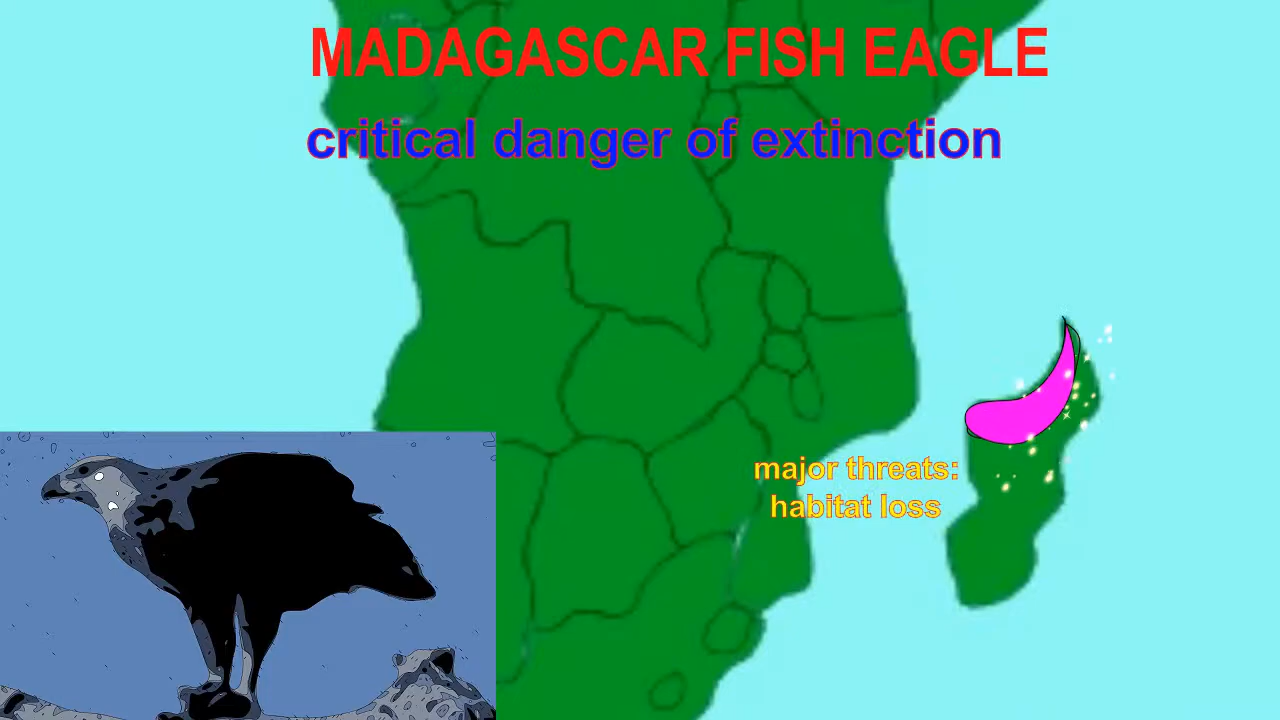 MADAGASCAR FISH EAGLE
critical danger of extinction
major threats:
habitat loss